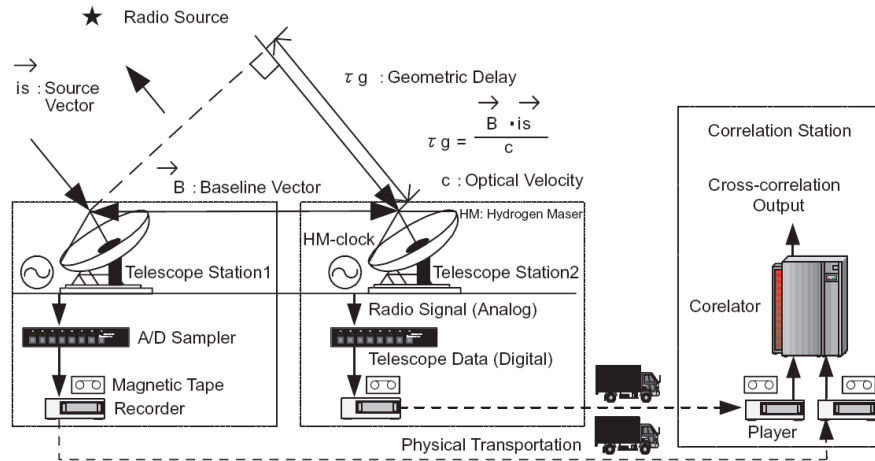 ★ Radio Source
is : Source
Vector
τ g : Geometric Delay
τ g = B · is
c
B : Baseline Vector
c : Optical Velocity
HM: Hydrogen Maser
HM-clock
Telescope Station1
Telescope Station2
Radio Signal (Analog)
A/D Sampler
Telescope Data (Digital)
Magnetic Tape
Recorder
Physical Transportation
Correlation Station
Cross-correlation
Output
Corelator
Player